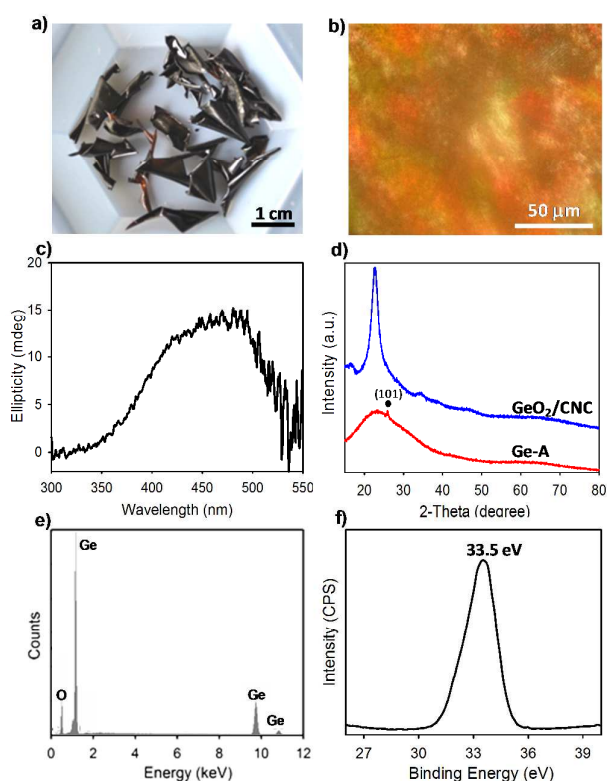 a)
1 cm
b)
50 μm
c)
20
15
10
5
0
Ellipticity (mdeg)
300 350 400 450 500 550
Wavelength (nm)
d)
Intensity (a.u.)
(101)
GeO₂/CNC
Ge-A
20 30 40 50 60 70 80
2-Theta (degree)
e)
Counts
Ge
O
Ge
Ge
0 2 4 6 8 10 12
Energy (keV)
f)
33.5 eV
Intensity (CPS)
27 30 33 36 39
Binding Energy (eV)